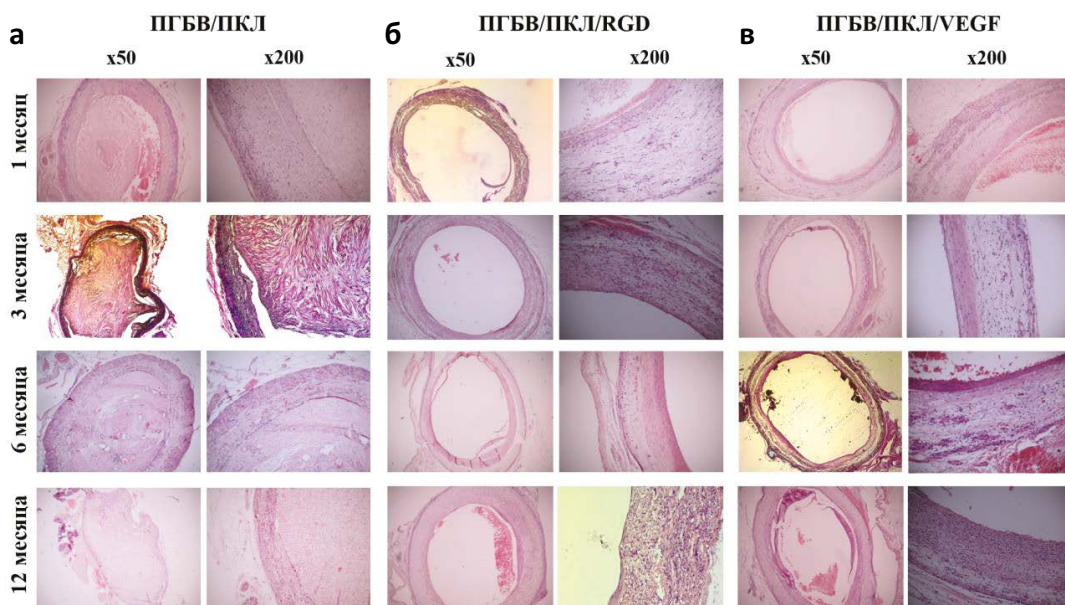 а ПГБВ/ПКЛ б ПГБВ/ПКЛ/RGD в ПГБВ/ПКЛ/VEGF
x50 x200 x50 x200 x50 x200
1 месяц
3 месяца
6 месяца
12 месяца